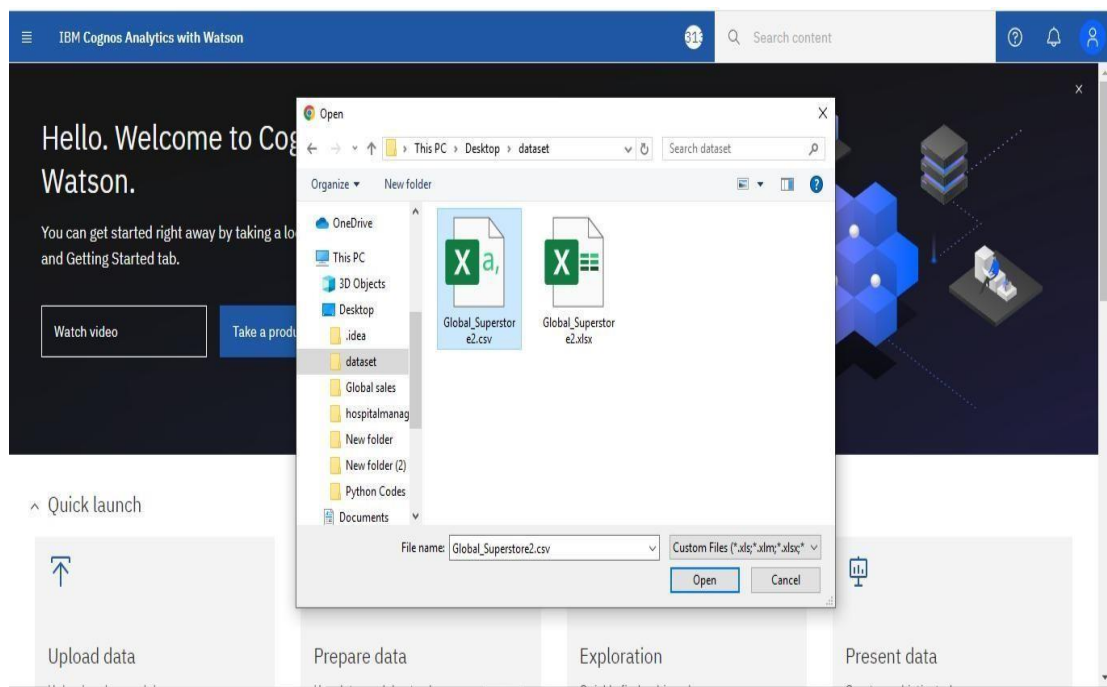 IBM Cognos Analytics with Watson
Search content
Hello. Welcome to Cog
Watson.
You can get started right away by taking a lo
and Getting Started tab.
Watch video
Take a produ
Open
This PC > Desktop > dataset
Search dataset
Organize
New folder
OneDrive
This PC
3D Objects
Desktop
.idea
dataset
Global sales
hospitalmanag
New folder
New folder (2)
Python Codes
Documents
Global_Superstor
e2.csv
Global_Superstor
e2.xlsx
File name:
Global_Superstore2.csv
Custom Files (*.xls;*.xlm;*.xlsx;*
Open
Cancel
Quick launch
Upload data
Prepare data
Exploration
Present data